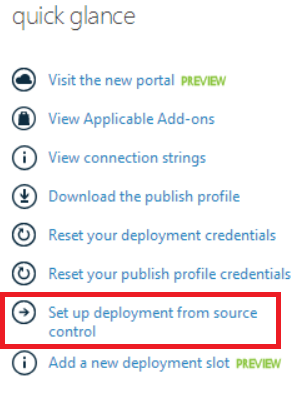 quick glance
Visit the new portal PREVIEW
View Applicable Add-ons
View connection strings
Download the publish profile
Reset your deployment credentials
Reset your publish profile credentials
Set up deployment from source
control
Add a new deployment slot PREVIEW